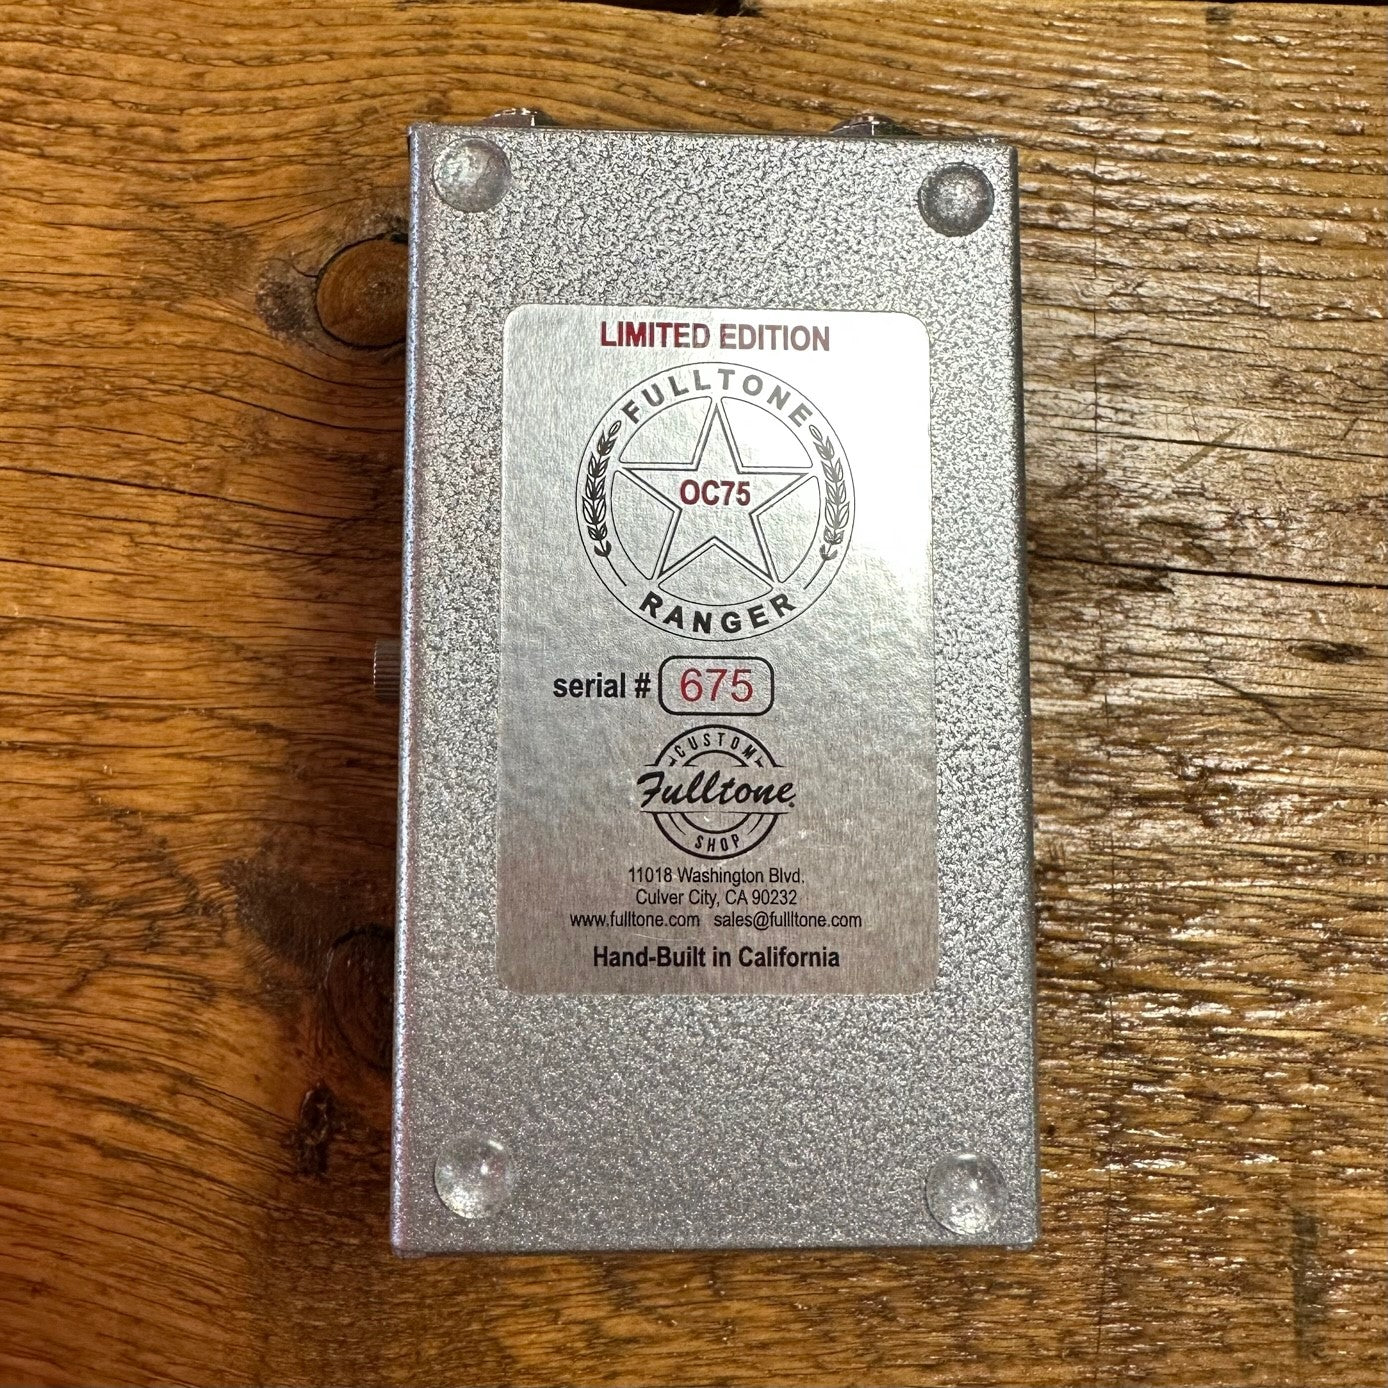 LIMITED EDITION
FULLTONE
OC75
RANGER
serial # 675
CUSTOM
Fulltone
SHOP
11018 Washington Blvd.
Culver City, CA 90232
www.fulltone.com sales@fullltone.com
Hand-Built in California